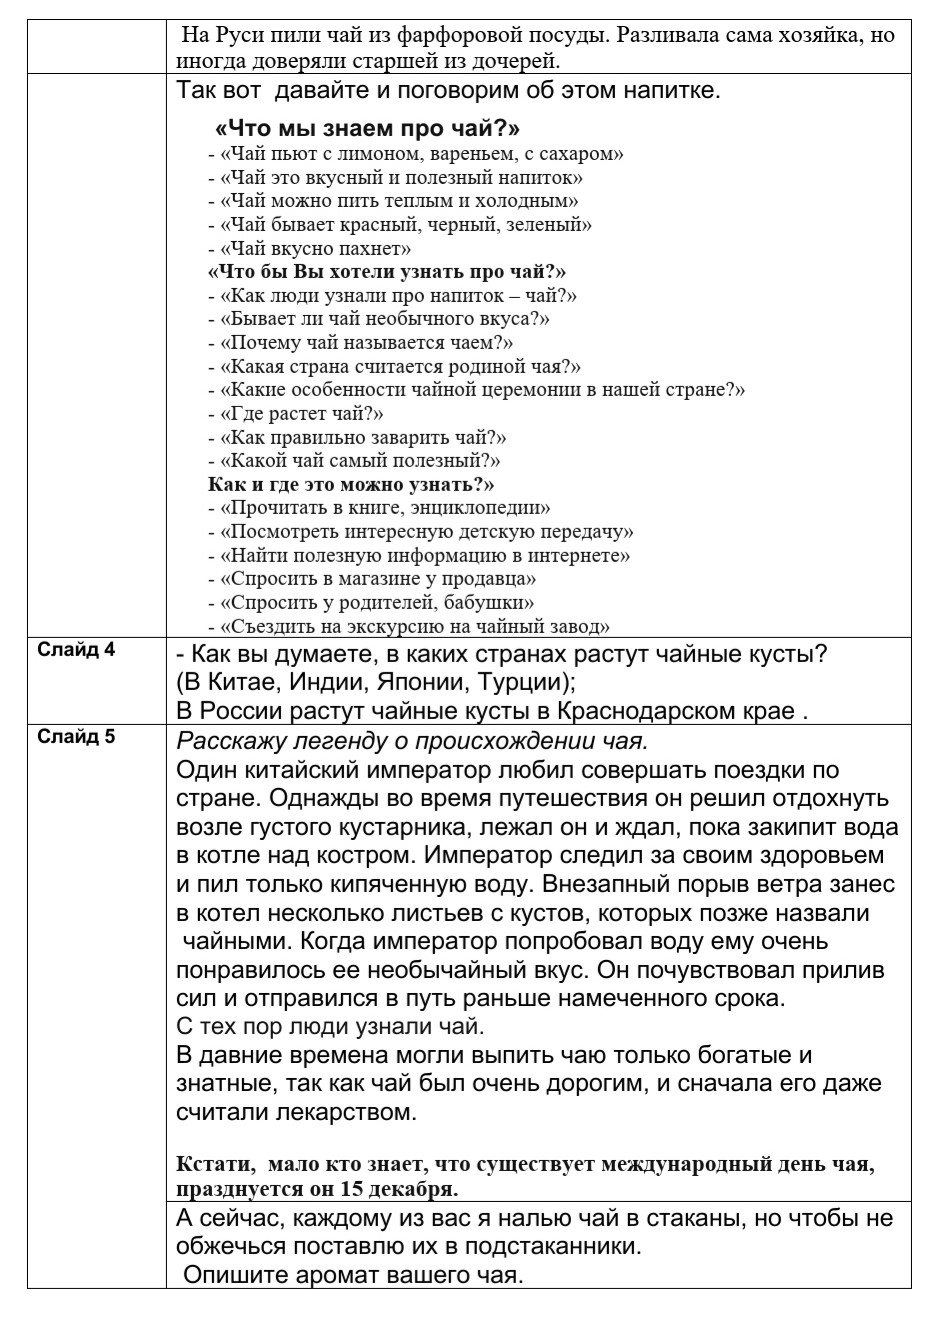 На Руси пили чай из фарфоровой посуды. Разливала сама хозяйка, но
иногда доверяли старшей из дочерей.
Так вот  давайте и поговорим об этом напитке.
«Что мы знаем про чай?»
- «Чай пьют с лимоном, вареньем, с сахаром»
- «Чай это вкусный и полезный напиток»
- «Чай можно пить теплым и холодным»
- «Чай бывает красный, черный, зеленый»
- «Чай вкусно пахнет»
«Что бы Вы хотели узнать про чай?»
- «Как люди узнали про напиток – чай?»
- «Бывает ли чай необычного вкуса?»
- «Почему чай называется чаем?»
- «Какая страна считается родиной чая?»
- «Какие особенности чайной церемонии в нашей стране?»
- «Где растет чай?»
- «Как правильно заварить чай?»
- «Какой чай самый полезный?»
Как и где это можно узнать?»
- «Прочитать в книге, энциклопедии»
- «Посмотреть интересную детскую передачу»
- «Найти полезную информацию в интернете»
- «Спросить в магазине у продавца»
- «Спросить у родителей, бабушки»
- «Съездить на экскурсию на чайный завод»
Слайд 4
- Как вы думаете, в каких странах растут чайные кусты?
(В Китае, Индии, Японии, Турции);
В России растут чайные кусты в Краснодарском крае .
Слайд 5
Расскажу легенду о происхождении чая.
Один китайский император любил совершать поездки по
стране. Однажды во время путешествия он решил отдохнуть
возле густого кустарника, лежал он и ждал, пока закипит вода
в котле над костром. Император следил за своим здоровьем
и пил только кипяченную воду. Внезапный порыв ветра занес
в котел несколько листьев с кустов, которых позже назвали
чайными. Когда император попробовал воду ему очень
понравилось ее необычайный вкус. Он почувствовал прилив
сил и отправился в путь раньше намеченного срока.
С тех пор люди узнали чай.
В давние времена могли выпить чаю только богатые и
знатные, так как чай был очень дорогим, и сначала его даже
считали лекарством.
Кстати,  мало кто знает, что существует международный день чая,
празднуется он 15 декабря.
А сейчас, каждому из вас я налью чай в стаканы, но чтобы не
обжечься поставлю их в подстаканники.
Опишите аромат вашего чая.